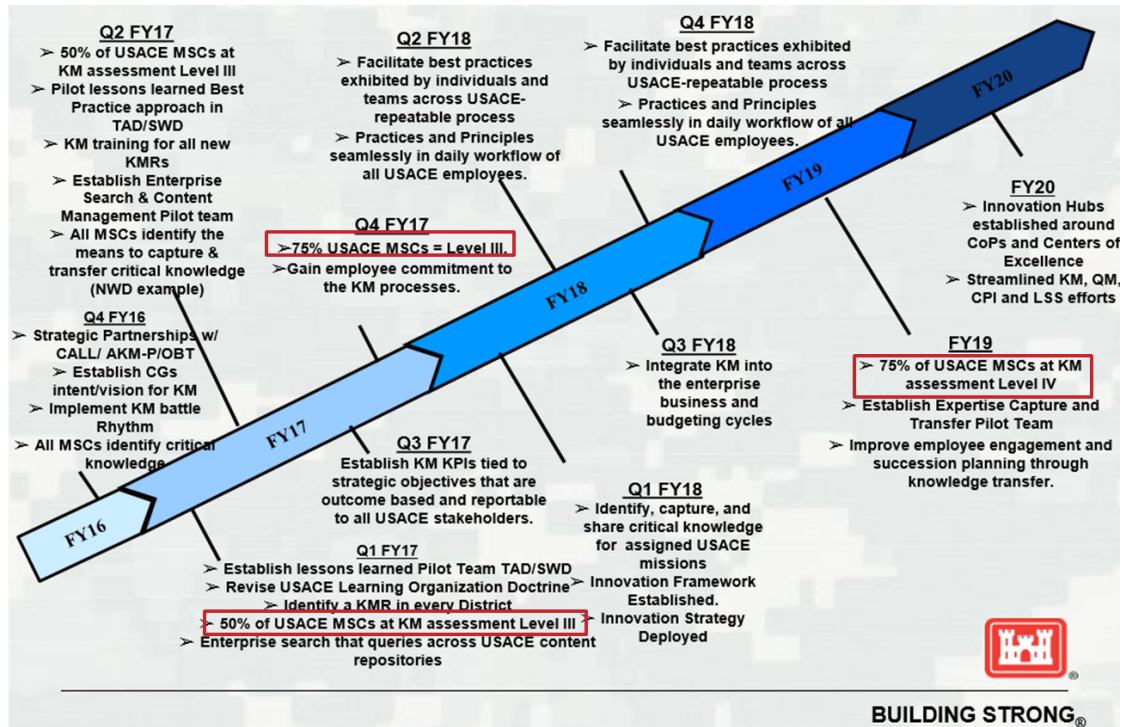 Q2 FY17
➢ 50% of USACE MSCs at
KM assessment Level III
➢ Pilot lessons learned Best
Practice approach in
TAD/SWD
➢ KM training for all new
KMRs
➢ Establish Enterprise
Search & Content
Management Pilot team
➢ All MSCs identify the
means to capture &
transfer critical knowledge
(NWD example)
Q4 FY16
➢ Strategic Partnerships w/
CALL/ AKM-P/OBT
➢ Establish CGs
intent/vision for KM
➢ Implement KM battle
Rhythm
➢ All MSCs identify critical
knowledge
Q2 FY18
➢ Facilitate best practices
exhibited by individuals and
teams across USACE-
repeatable process
➢ Practices and Principles
seamlessly in daily workflow of
all USACE employees.
Q4 FY17
➢75% USACE MSCs = Level III.
➢Gain employee commitment to
the KM processes.
Q4 FY18
➢ Facilitate best practices exhibited
by individuals and teams across
USACE-repeatable process
➢ Practices and Principles
seamlessly in daily workflow of all
USACE employees.
FY16
FY17
FY18
FY19
FY20
Q1 FY17
➢ Establish lessons learned Pilot Team TAD/SWD
➢ Revise USACE Learning Organization Doctrine
➢ Identify a KMR in every District
➢ 50% of USACE MSCs at KM assessment Level III
➢ Enterprise search that queries across USACE content
repositories
Q3 FY17
Establish KM KPIs tied to
strategic objectives that are
outcome based and reportable
to all USACE stakeholders.
Q1 FY18
➢ Identify, capture, and
share critical knowledge
for assigned USACE
missions
➢ Innovation Framework
Established.
➢ Innovation Strategy
Deployed
Q3 FY18
➢ Integrate KM into
the enterprise
business and
budgeting cycles
FY19
➢ 75% of USACE MSCs at KM
assessment Level IV
➢ Establish Expertise Capture and
Transfer Pilot Team
➢ Improve employee engagement and
succession planning through
knowledge transfer.
FY20
➢ Innovation Hubs
established around
CoPs and Centers of
Excellence
➢ Streamlined KM, QM,
CPI and LSS efforts
®
BUILDING STRONG®